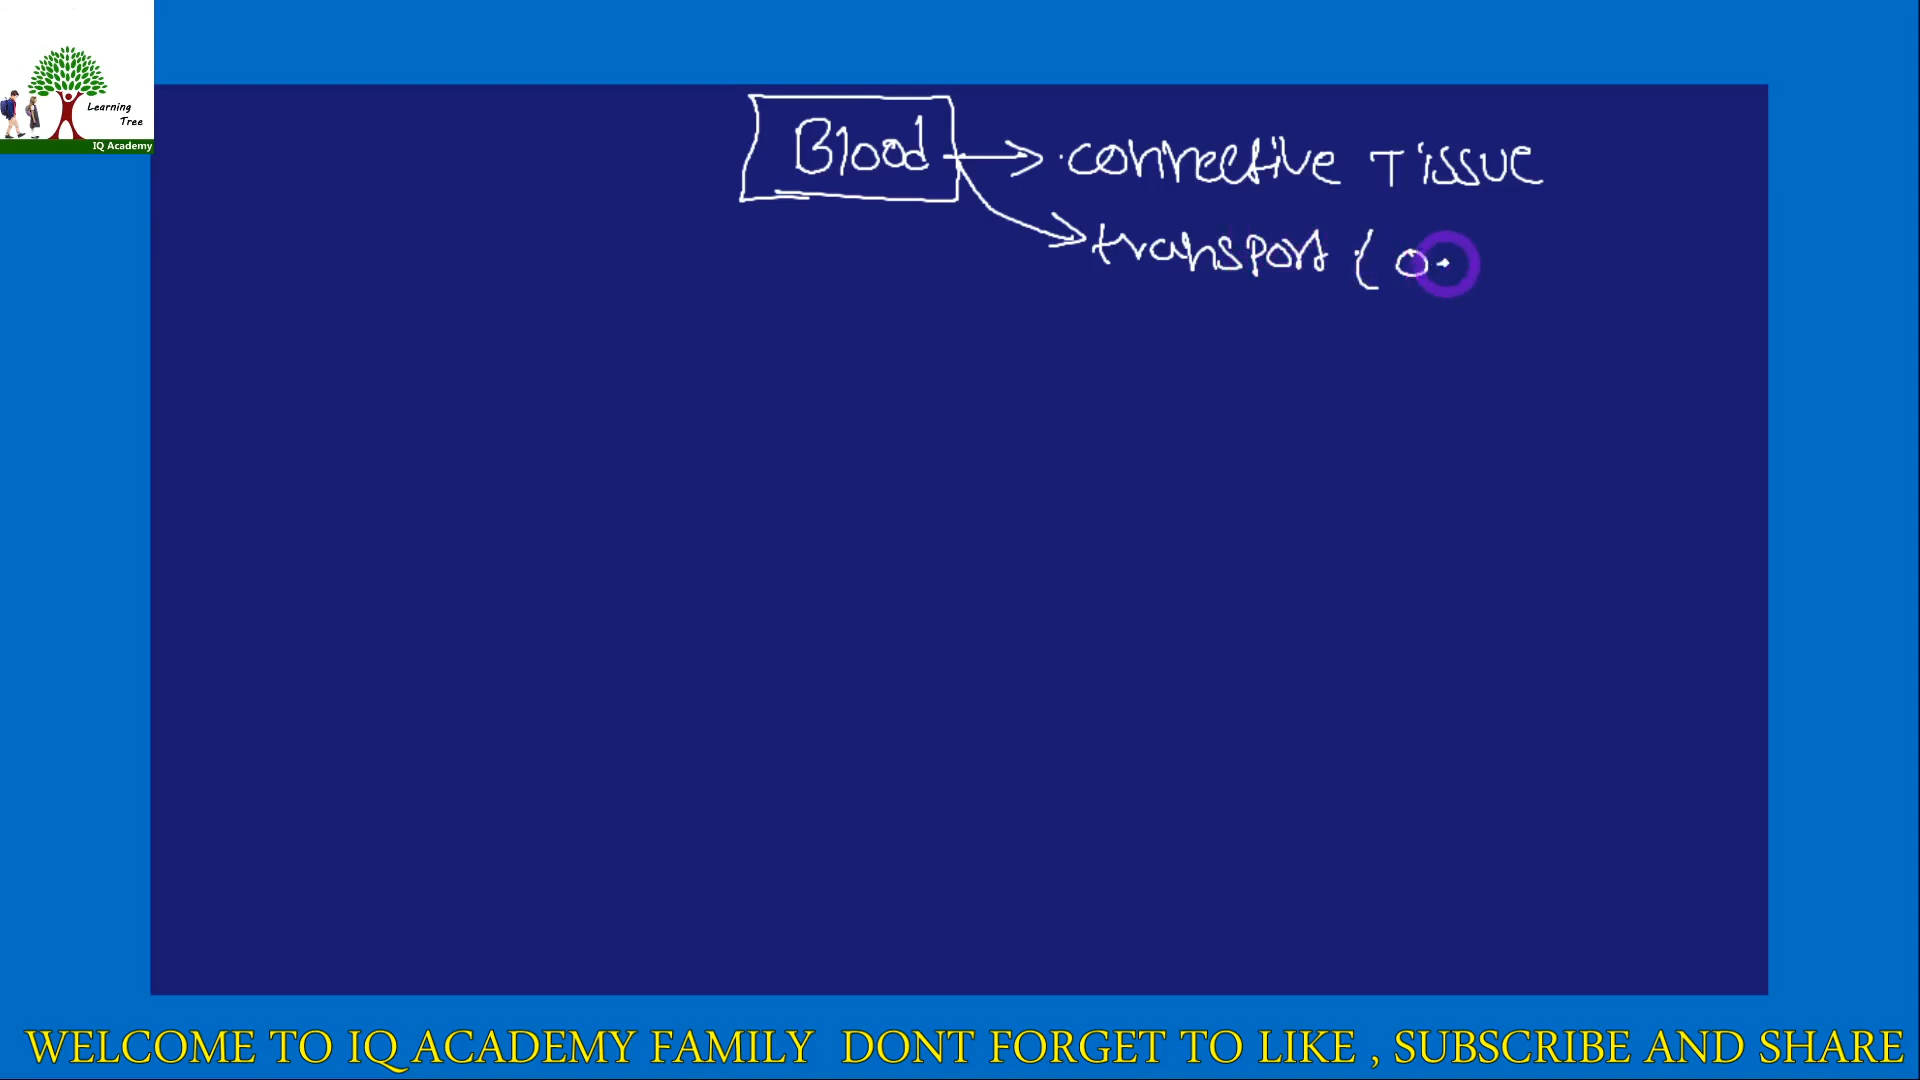 Learning
Tree
IQ Academy
Blood → connective Tissue
transport ( O
WELCOME TO IQ ACADEMY FAMILY DONT FORGET TO LIKE , SUBSCRIBE AND SHARE